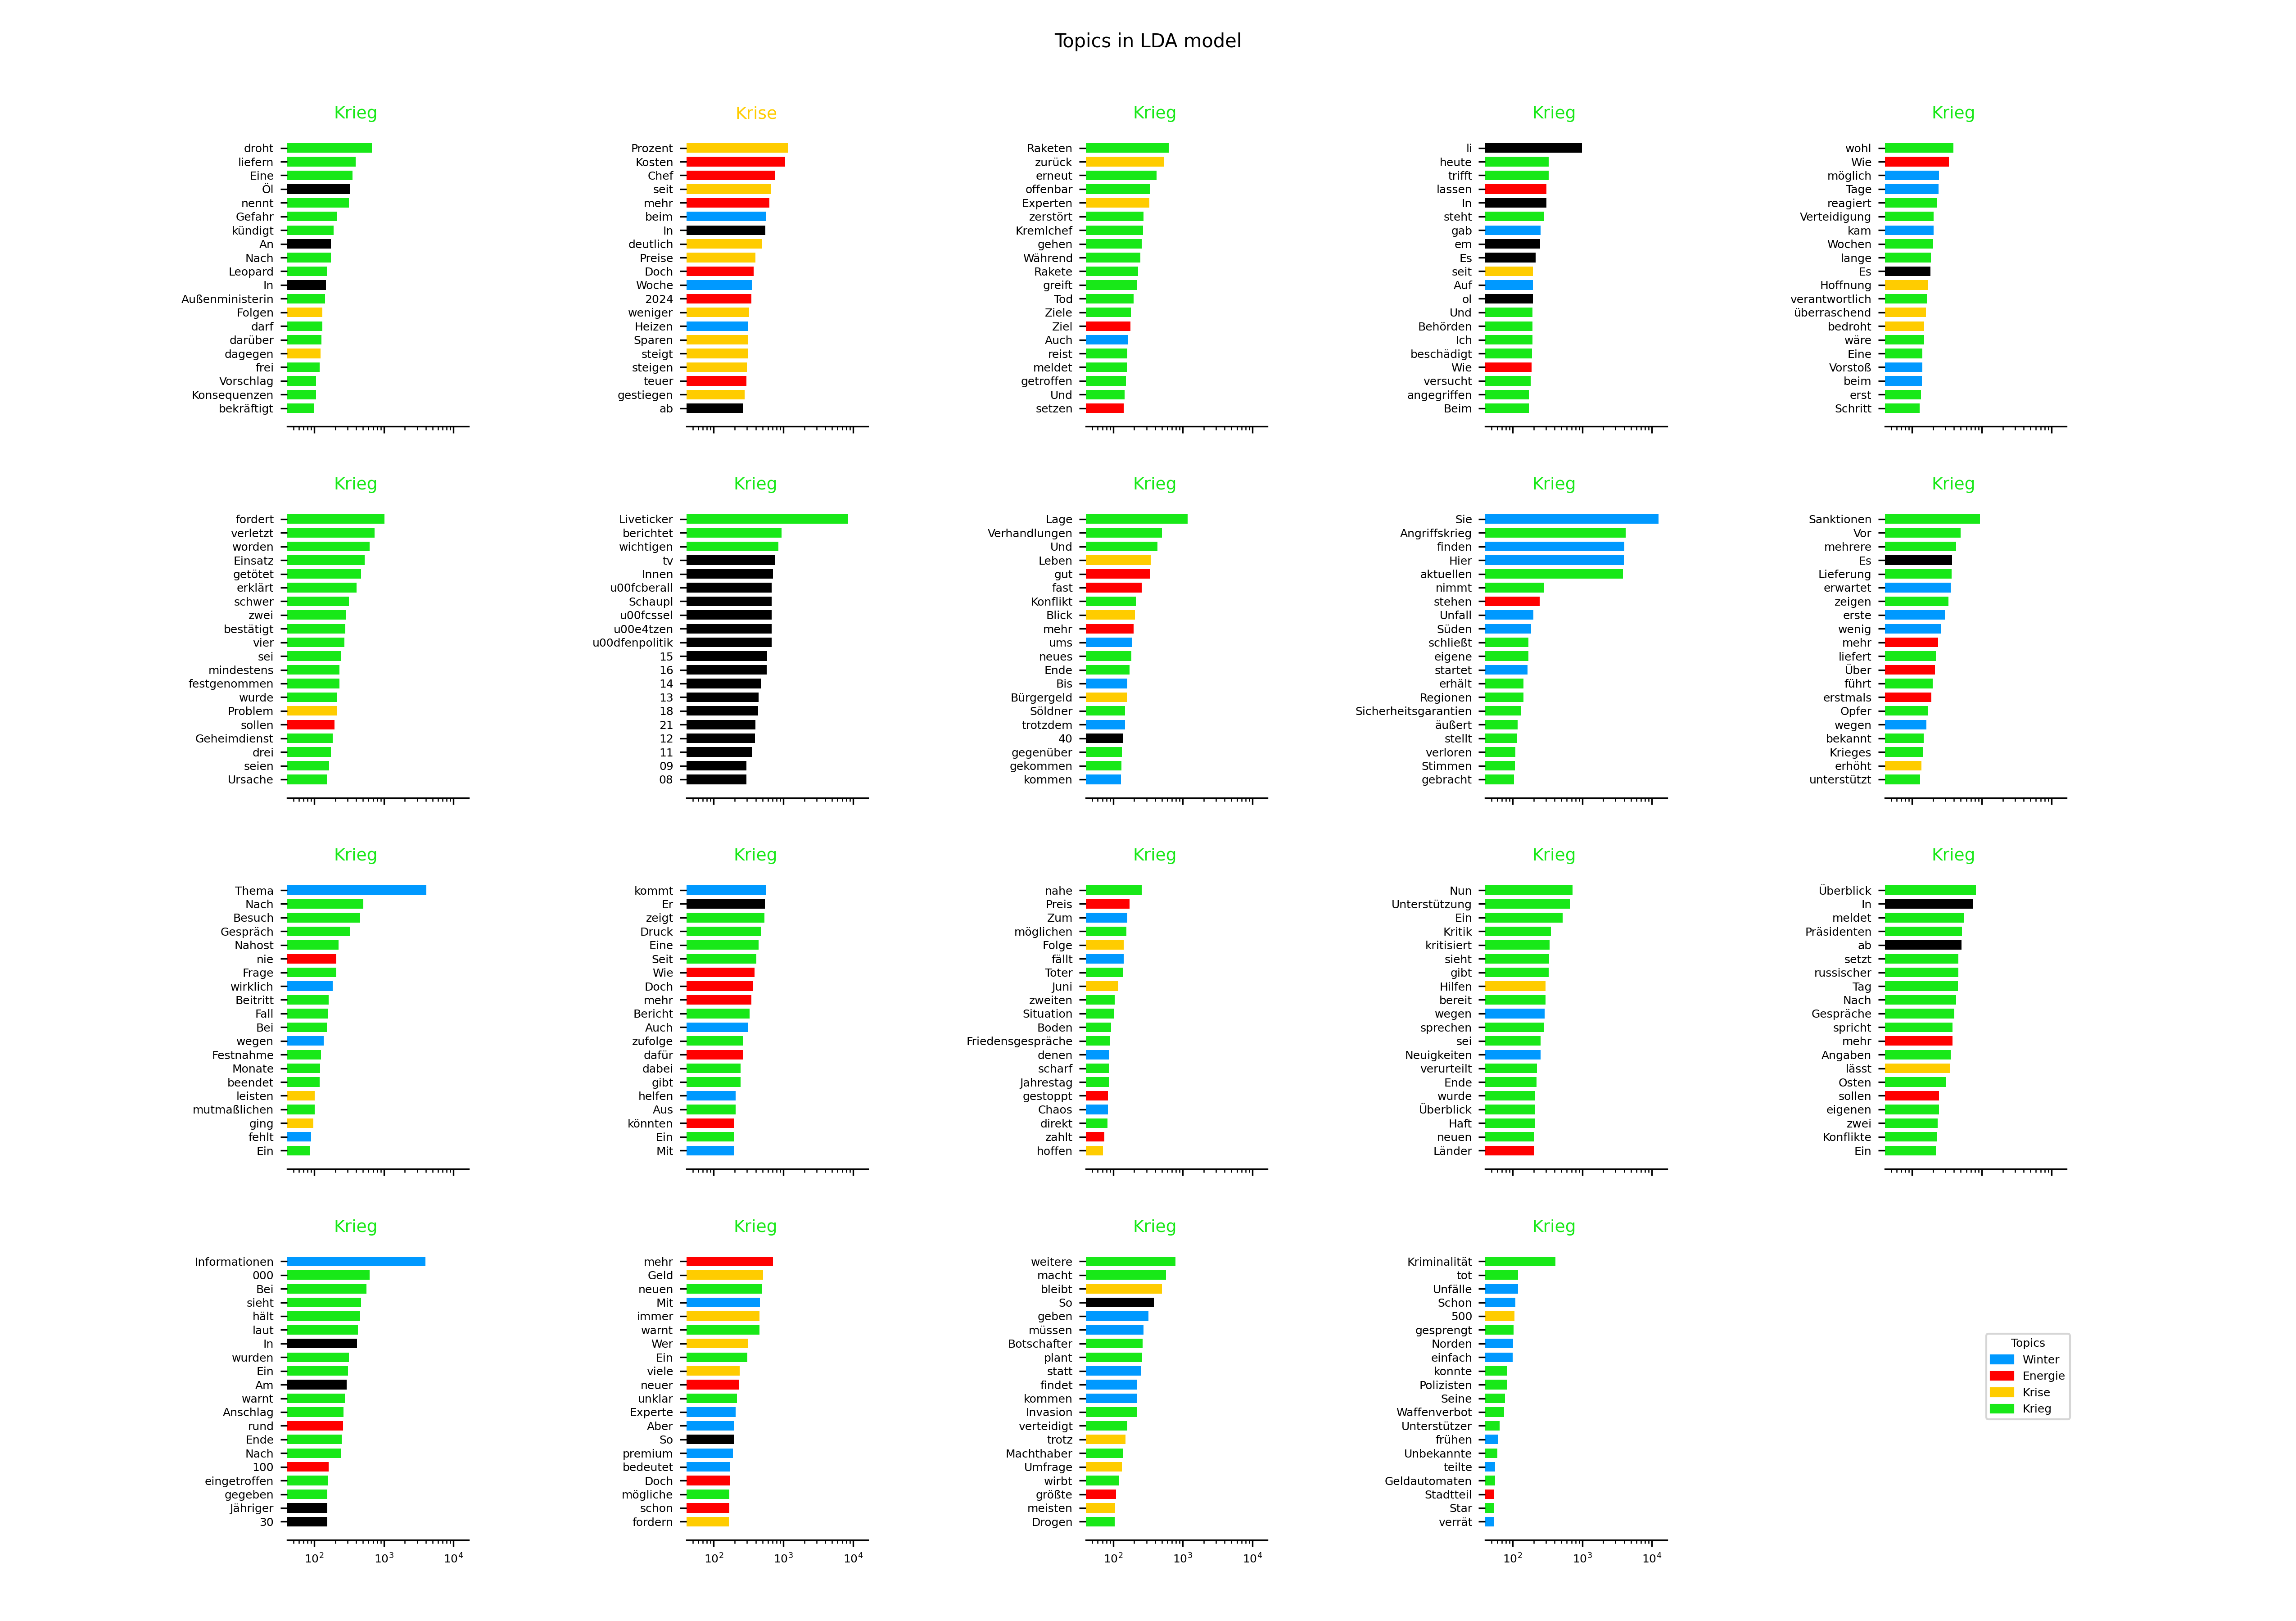 Topics in LDA model
Krieg
droht
liefern
Eine
Öl
nennt
Gefahr
kündigt
An
Nach
Leopard
In
Außenministerin
Folgen
darf
darüber
dagegen
frei
Vorschlag
Konsequenzen
bekräftigt
Krise
Prozent
Kosten
Chef
seit
mehr
beim
In
deutlich
Preise
Doch
Woche
2024
weniger
Heizen
Sparen
steigt
steigen
teuer
gestiegen
ab
Krieg
Raketen
zurück
erneut
offenbar
Experten
zerstört
Kremlchef
gehen
Während
Rakete
greift
Tod
Ziele
Ziel
Auch
reist
meldet
getroffen
Und
setzen
Krieg
li
heute
trifft
lassen
In
steht
gab
em
Es
seit
Auf
ol
Und
Behörden
Ich
beschädigt
Wie
versucht
angegriffen
Beim
Krieg
wohl
Wie
möglich
Tage
reagiert
Verteidigung
kam
Wochen
lange
Es
Hoffnung
verantwortlich
überraschend
bedroht
wäre
Eine
Vorstoß
beim
erst
Schritt
Krieg
fordert
verletzt
worden
Einsatz
getötet
erklärt
schwer
zwei
bestätigt
vier
sei
mindestens
festgenommen
wurde
Problem
sollen
Geheimdienst
drei
seien
Ursache
Krieg
Liveticker
berichtet
wichtigen
tv
Innen
u00fcberall
Schaupl
u00fcssel
u00e4tzen
u00dfenpolitik
15
16
14
13
18
21
12
11
09
08
Krieg
Lage
Verhandlungen
Und
Leben
gut
fast
Konflikt
Blick
mehr
ums
neues
Ende
Bis
Bürgergeld
Söldner
trotzdem
40
gegenüber
gekommen
kommen
Krieg
Sie
Angriffskrieg
finden
Hier
aktuellen
nimmt
stehen
Unfall
Süden
schließt
eigene
startet
erhält
Regionen
Sicherheitsgarantien
äußert
stellt
verloren
Stimmen
gebracht
Krieg
Sanktionen
Vor
mehrere
Es
Lieferung
erwartet
zeigen
erste
wenig
mehr
liefert
Über
führt
erstmals
Opfer
wegen
bekannt
Krieges
erhöht
unterstützt
Krieg
Thema
Nach
Besuch
Gespräch
Nahost
nie
Frage
wirklich
Beitritt
Fall
Bei
wegen
Festnahme
Monate
beendet
leisten
mutmaßlichen
ging
fehlt
Ein
Krieg
kommt
Er
zeigt
Druck
Eine
Seit
Wie
Doch
mehr
Bericht
Auch
zufolge
dafür
dabei
gibt
helfen
Aus
könnten
Ein
Mit
Krieg
nahe
Preis
Zum
möglichen
Folge
fällt
Toter
Juni
zweiten
Situation
Boden
Friedensgespräche
denen
scharf
Jahrestag
gestoppt
Chaos
direkt
zahlt
hoffen
Krieg
Nun
Unterstützung
Ein
Kritik
kritisiert
sieht
gibt
Hilfen
bereit
wegen
sprechen
sei
Neuigkeiten
verurteilt
Ende
wurde
Überblick
Haft
neuen
Länder
Krieg
Überblick
In
meldet
Präsidenten
ab
setzt
russischer
Tag
Nach
Gespräche
spricht
mehr
Angaben
lässt
Osten
sollen
eigenen
zwei
Konflikte
Ein
Krieg
Informationen
000
Bei
sieht
hält
laut
In
wurden
Ein
Am
warnt
Anschlag
rund
Ende
Nach
100
eingetroffen
gegeben
Jähriger
30
10² 10³ 10⁴
Krieg
mehr
Geld
neuen
Mit
immer
warnt
Wer
Ein
viele
neuer
unklar
Experte
Aber
So
premium
bedeutet
Doch
mögliche
schon
fordern
10² 10³ 10⁴
Krieg
weitere
macht
bleibt
So
geben
müssen
Botschafter
plant
statt
findet
kommen
Invasion
verteidigt
trotz
Machthaber
Umfrage
wirbt
größte
meisten
Drogen
10² 10³ 10⁴
Krieg
Kriminalität
tot
Unfälle
Schon
500
gesprengt
Norden
einfach
konnte
Polizisten
Seine
Waffenverbot
Unterstützer
frühen
Unbekannte
teilte
Geldautomaten
Stadtteil
Star
verrät
10² 10³ 10⁴
Topics
Winter
Energie
Krise
Krieg